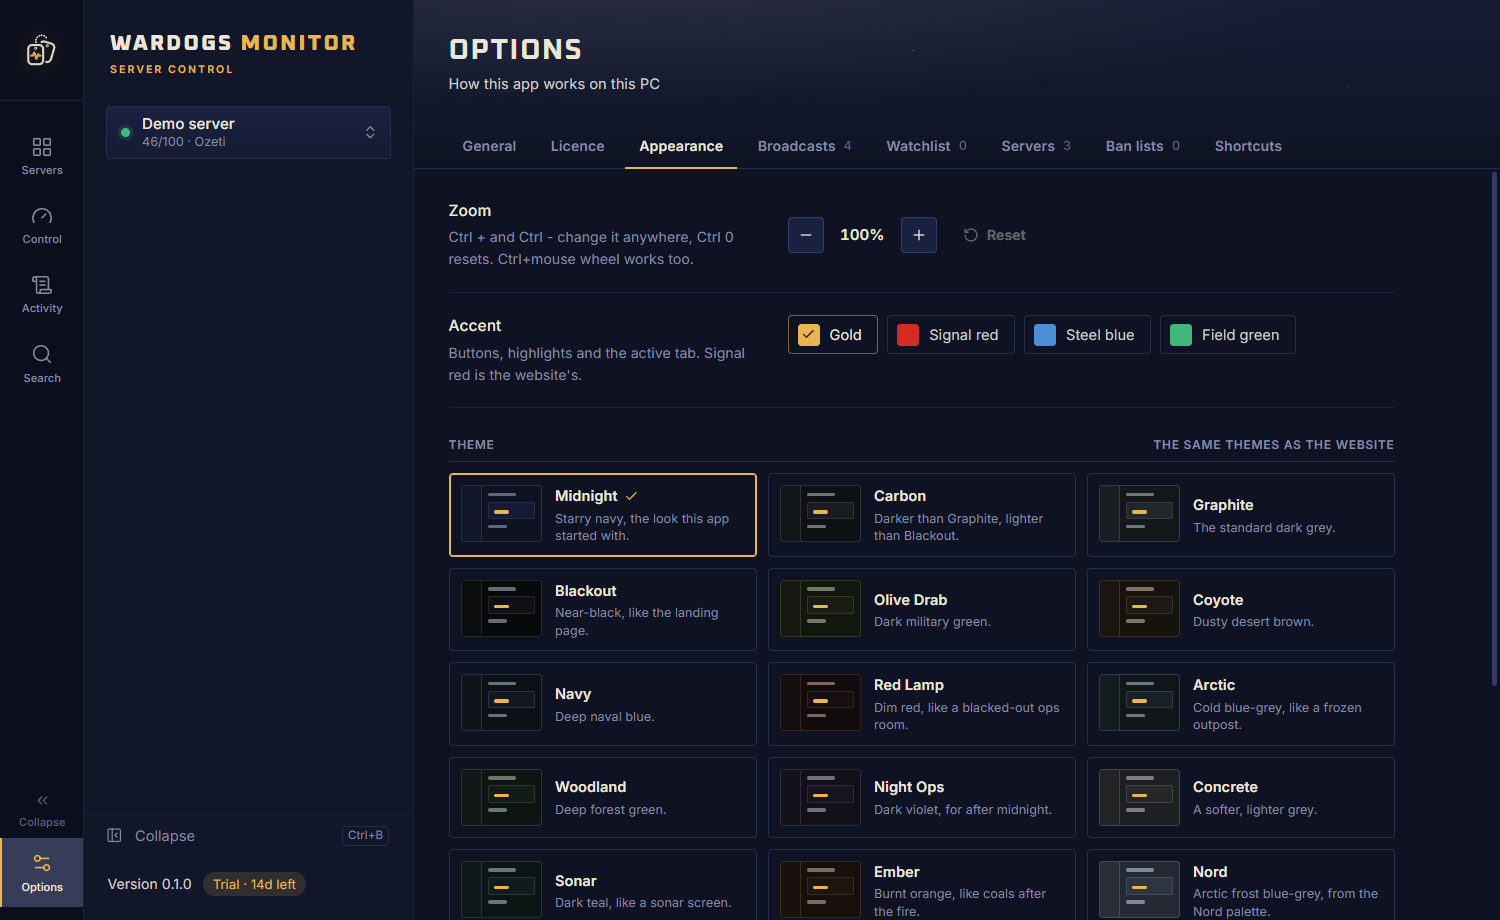 WARDOGS MONITOR
SERVER CONTROL
Demo server
46/100 · Ozeti
Servers
Control
Activity
Search
Collapse
Options
Collapse
Ctrl+B
Version 0.1.0
Trial · 14d left
OPTIONS
How this app works on this PC
General
Licence
Appearance
Broadcasts 4
Watchlist 0
Servers 3
Ban lists 0
Shortcuts
Zoom
Ctrl + and Ctrl - change it anywhere, Ctrl 0
resets. Ctrl+mouse wheel works too.
100%
Reset
Accent
Buttons, highlights and the active tab. Signal
red is the website's.
Gold
Signal red
Steel blue
Field green
THEME
THE SAME THEMES AS THE WEBSITE
Midnight
Starry navy, the look this app
started with.
Carbon
Darker than Graphite, lighter
than Blackout.
Graphite
The standard dark grey.
Blackout
Near-black, like the landing
page.
Olive Drab
Dark military green.
Coyote
Dusty desert brown.
Navy
Deep naval blue.
Red Lamp
Dim red, like a blacked-out ops
room.
Arctic
Cold blue-grey, like a frozen
outpost.
Woodland
Deep forest green.
Night Ops
Dark violet, for after midnight.
Concrete
A softer, lighter grey.
Sonar
Dark teal, like a sonar screen.
Ember
Burnt orange, like coals after
the fire.
Nord
Arctic frost blue-grey, from the
Nord palette.